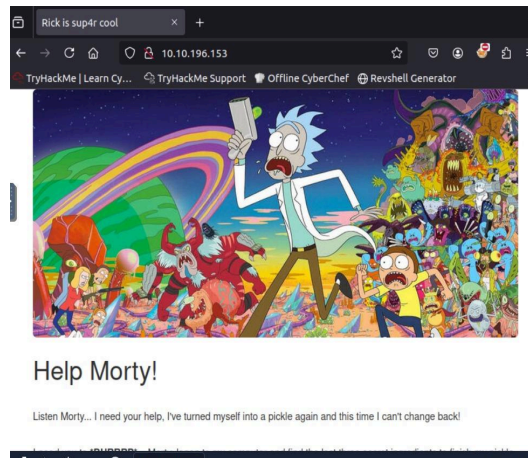 Rick is sup4r cool
10.10.196.153
TryHackMe | Learn Cy... TryHackMe Support Offline CyberChef Revshell Generator
Help Morty!
Listen Morty... I need your help, I've turned myself into a pickle again and this time I can't change back!